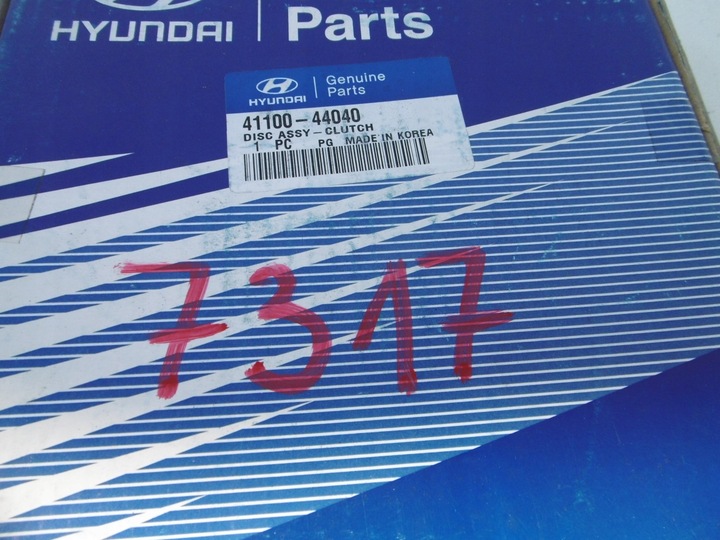 HYUNDAI | Parts
HYUNDAI | Genuine Parts
41100-44040
DISC ASSY-CLUTCH
1 PC PG MADE IN KOREA
7317